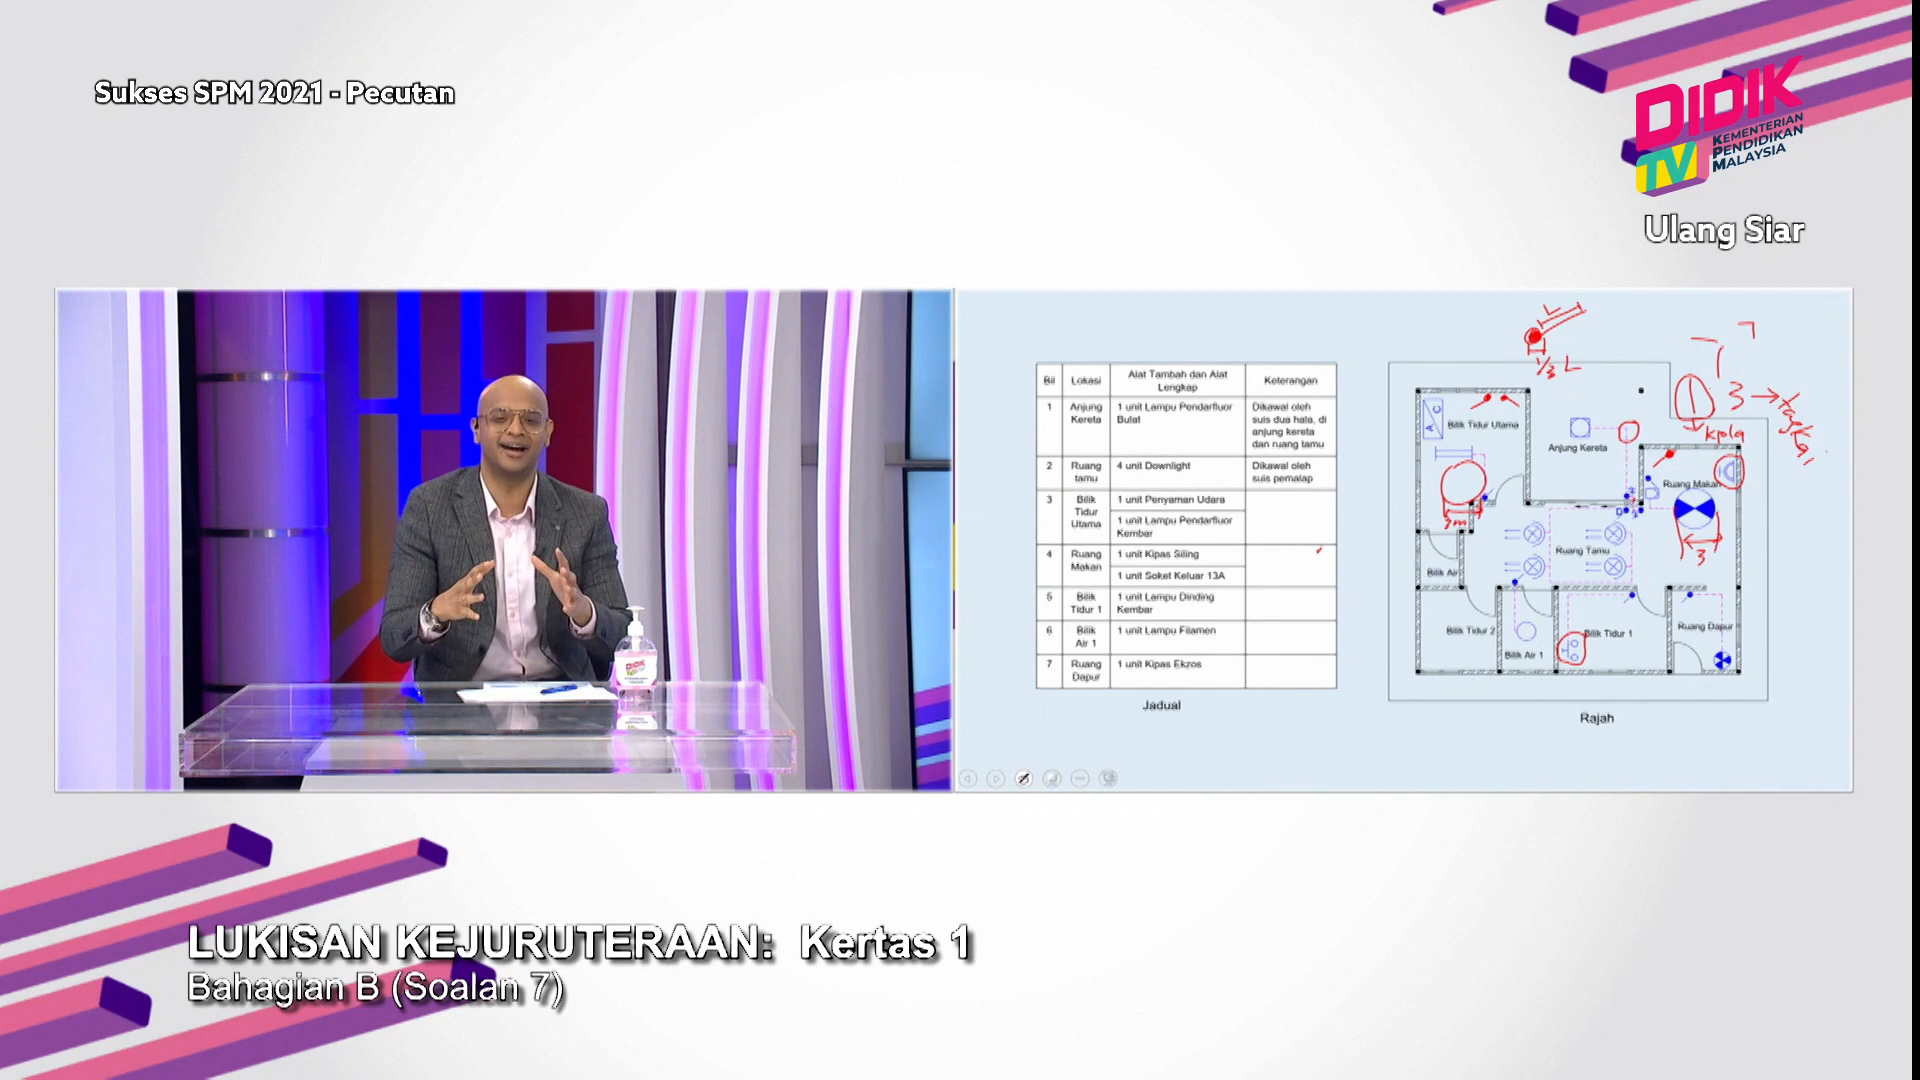 Sukses SPM 2021 - Pecutan
DIDIK
TV
KEMENTERIAN
PENDIDIKAN
MALAYSIA
Ulang Siar
Bil
Lokasi
Alat Tambah dan Alat
Lengkap
Keterangan
1
Anjung
Kereta
1 unit Lampu Pendarfluor
Bulat
Dikawal oleh
suis dua hala, di
anjung kereta
dan ruang tamu
2
Ruang
tamu
4 unit Downlight
Dikawal oleh
suis pemalap
3
Bilik
Tidur
Utama
1 unit Penyaman Udara
1 unit Lampu Pendarfluor
Kembar
4
Ruang
Makan
1 unit Kipas Siling
1 unit Soket Keluar 13A
5
Bilik
Tidur 1
1 unit Lampu Dinding
Kembar
6
Bilik
Air 1
1 unit Lampu Filamen
7
Ruang
Dapur
1 unit Kipas Ekzos
Jadual
L
1/3 L
3
kpla
Bilik Tidur Utama
Anjung Kereta
Ruang Makan
Ruang Tamu
3
Bilik Air
Bilik Tidur 2
Bilik Air 1
Bilik Tidur 1
Ruang Dapur
Rajah
DIDIK
LUKISAN KEJURUTERAAN: Kertas 1
Bahagian B (Soalan 7)